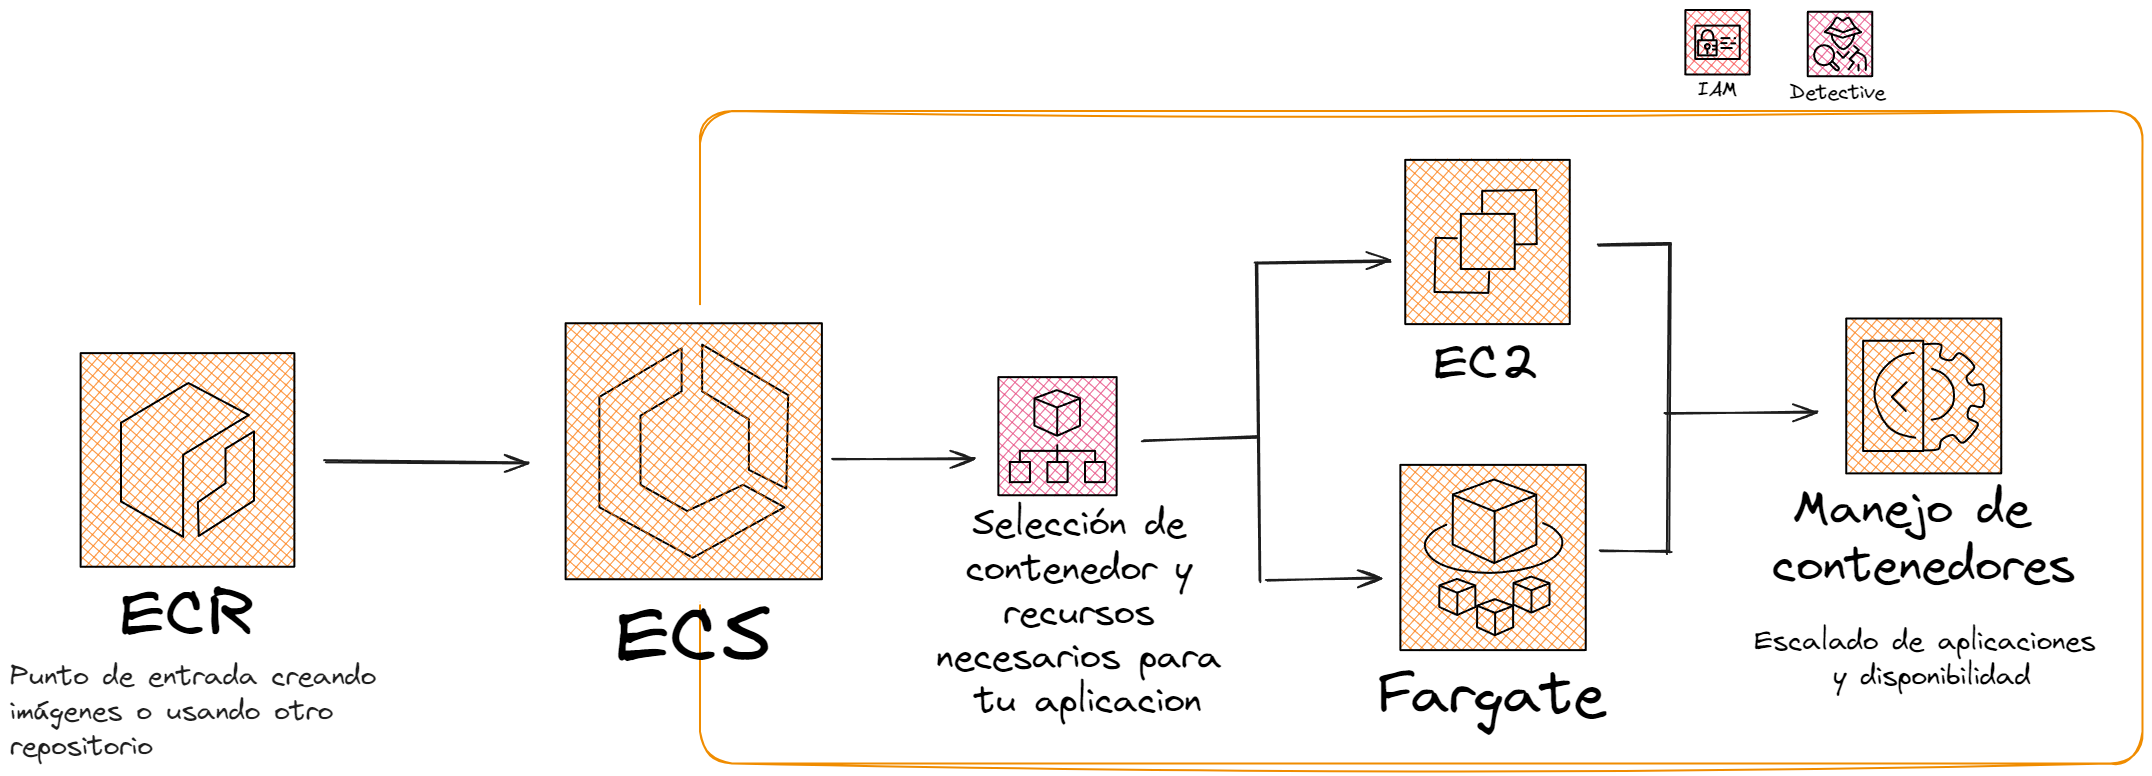 IAM
Detective
ECR
Punto de entrada creando
imágenes o usando otro
repositorio
ECS
Selección de
contenedor y
recursos
necesarios para
tu aplicacion
EC2
Fargate
Manejo de
contenedores
Escalado de aplicaciones
y disponibilidad